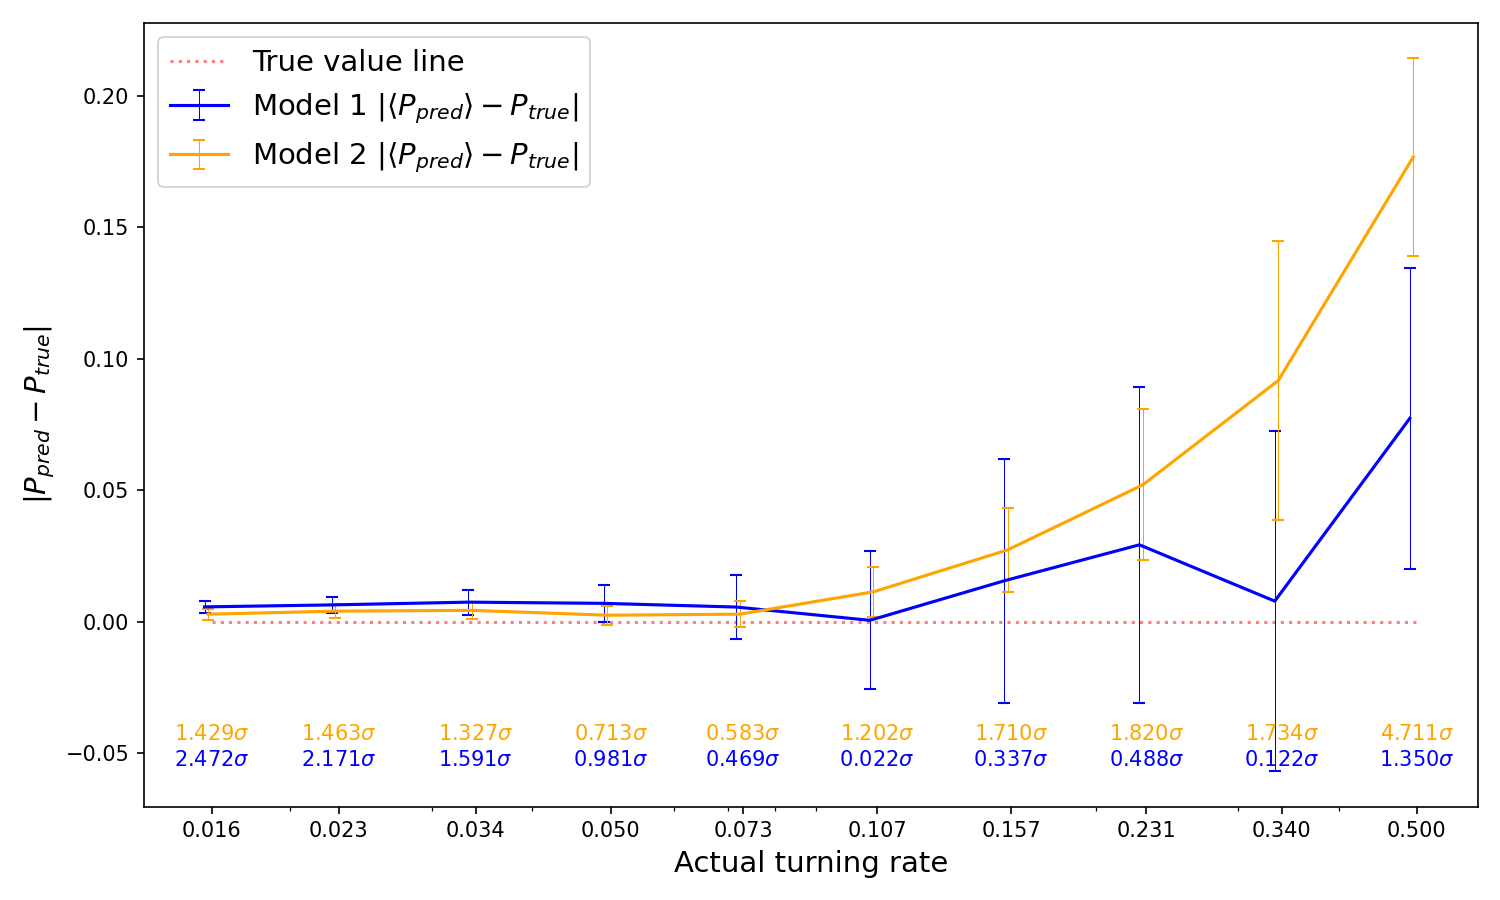 True value line
Model 1 |⟨P_pred⟩ − P_true|
Model 2 |⟨P_pred⟩ − P_true|
|P_pred − P_true|
0.20
0.15
0.10
0.05
0.00
−0.05
1.429σ 1.463σ 1.327σ 0.713σ 0.583σ 1.202σ 1.710σ 1.820σ 1.734σ 4.711σ
2.472σ 2.171σ 1.591σ 0.981σ 0.469σ 0.022σ 0.337σ 0.488σ 0.122σ 1.350σ
0.016 0.023 0.034 0.050 0.073 0.107 0.157 0.231 0.340 0.500
Actual turning rate